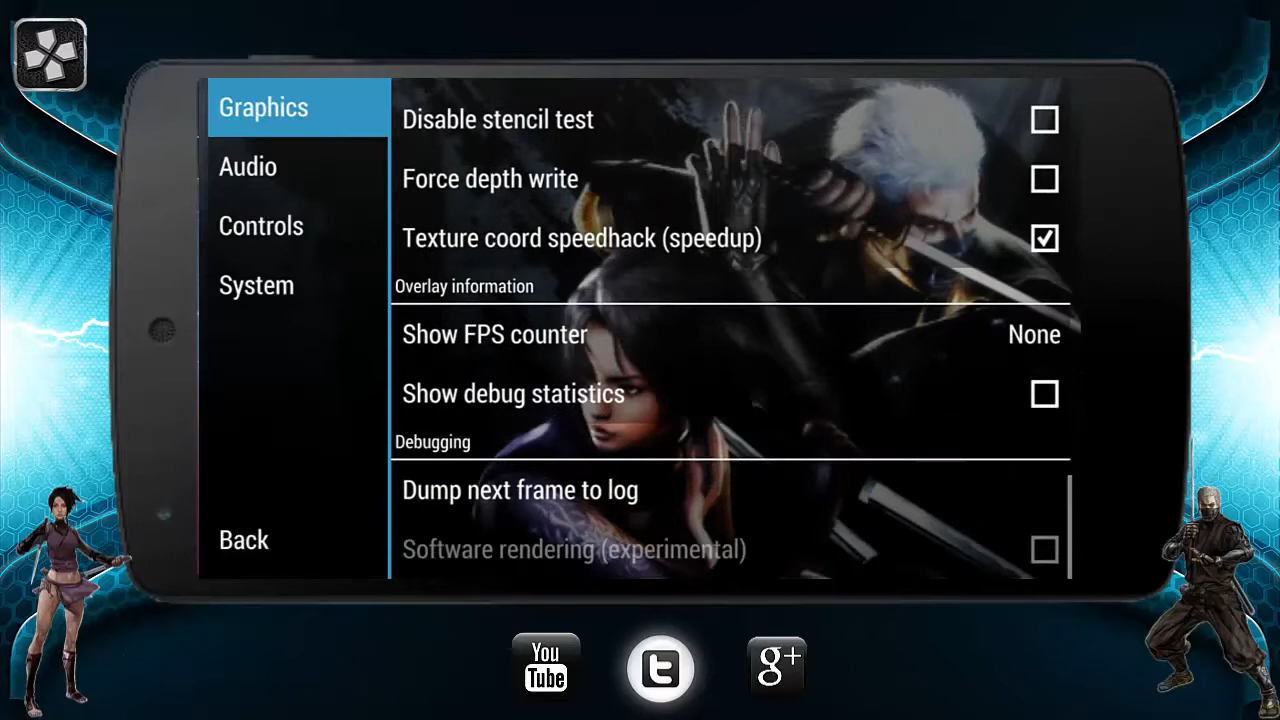 Graphics
Audio
Controls
System
Back
Disable stencil test
Force depth write
Texture coord speedhack (speedup)
Overlay information
Show FPS counter
None
Show debug statistics
Debugging
Dump next frame to log
Software rendering (experimental)
You
Tube
t
g+